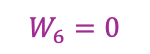 W₆ = 0